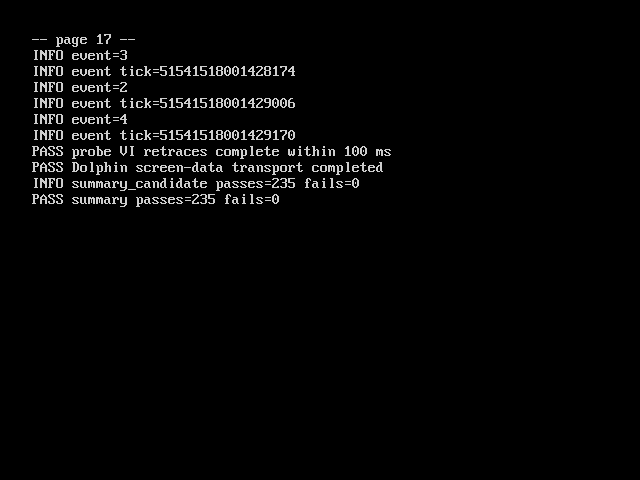 -- page 17 --
INFO event=3
INFO event tick=51541518001428174
INFO event=2
INFO event tick=51541518001429006
INFO event=4
INFO event tick=51541518001429170
PASS probe VI retraces complete within 100 ms
PASS Dolphin screen-data transport completed
INFO summary_candidate passes=235 fails=0
PASS summary passes=235 fails=0